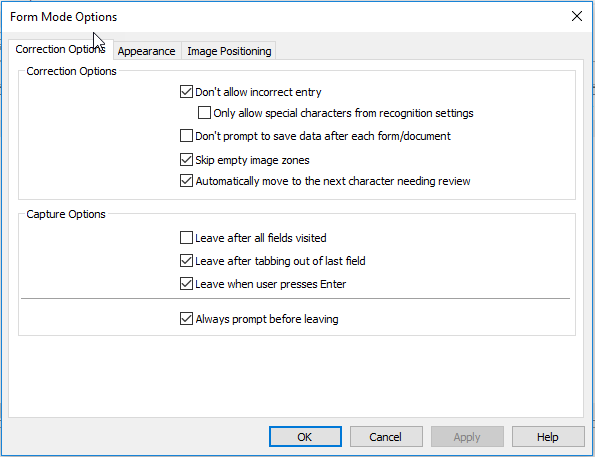 Form Mode Options
Correction Options Appearance Image Positioning
Correction Options
Don't allow incorrect entry
Only allow special characters from recognition settings
Don't prompt to save data after each form/document
Skip empty image zones
Automatically move to the next character needing review
Capture Options
Leave after all fields visited
Leave after tabbing out of last field
Leave when user presses Enter
Always prompt before leaving
OK Cancel Apply Help